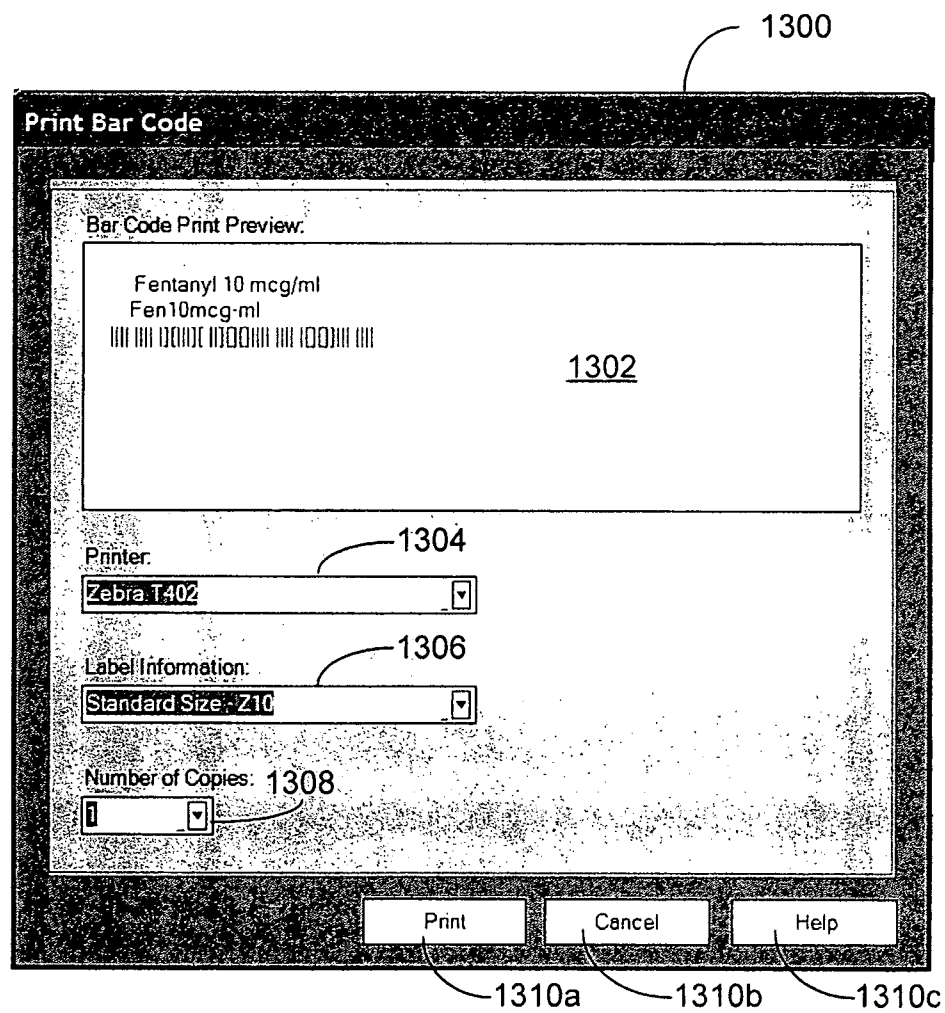 1300
Print Bar Code
Bar Code Print Preview:
Fentanyl 10 mcg/ml
Fen10mcg-ml
1302
1304
Printer:
Zebra T402
1306
Label Information:
Standard Size - Z10
Number of Copies: 1308
1
Print Cancel Help
1310a 1310b 1310c